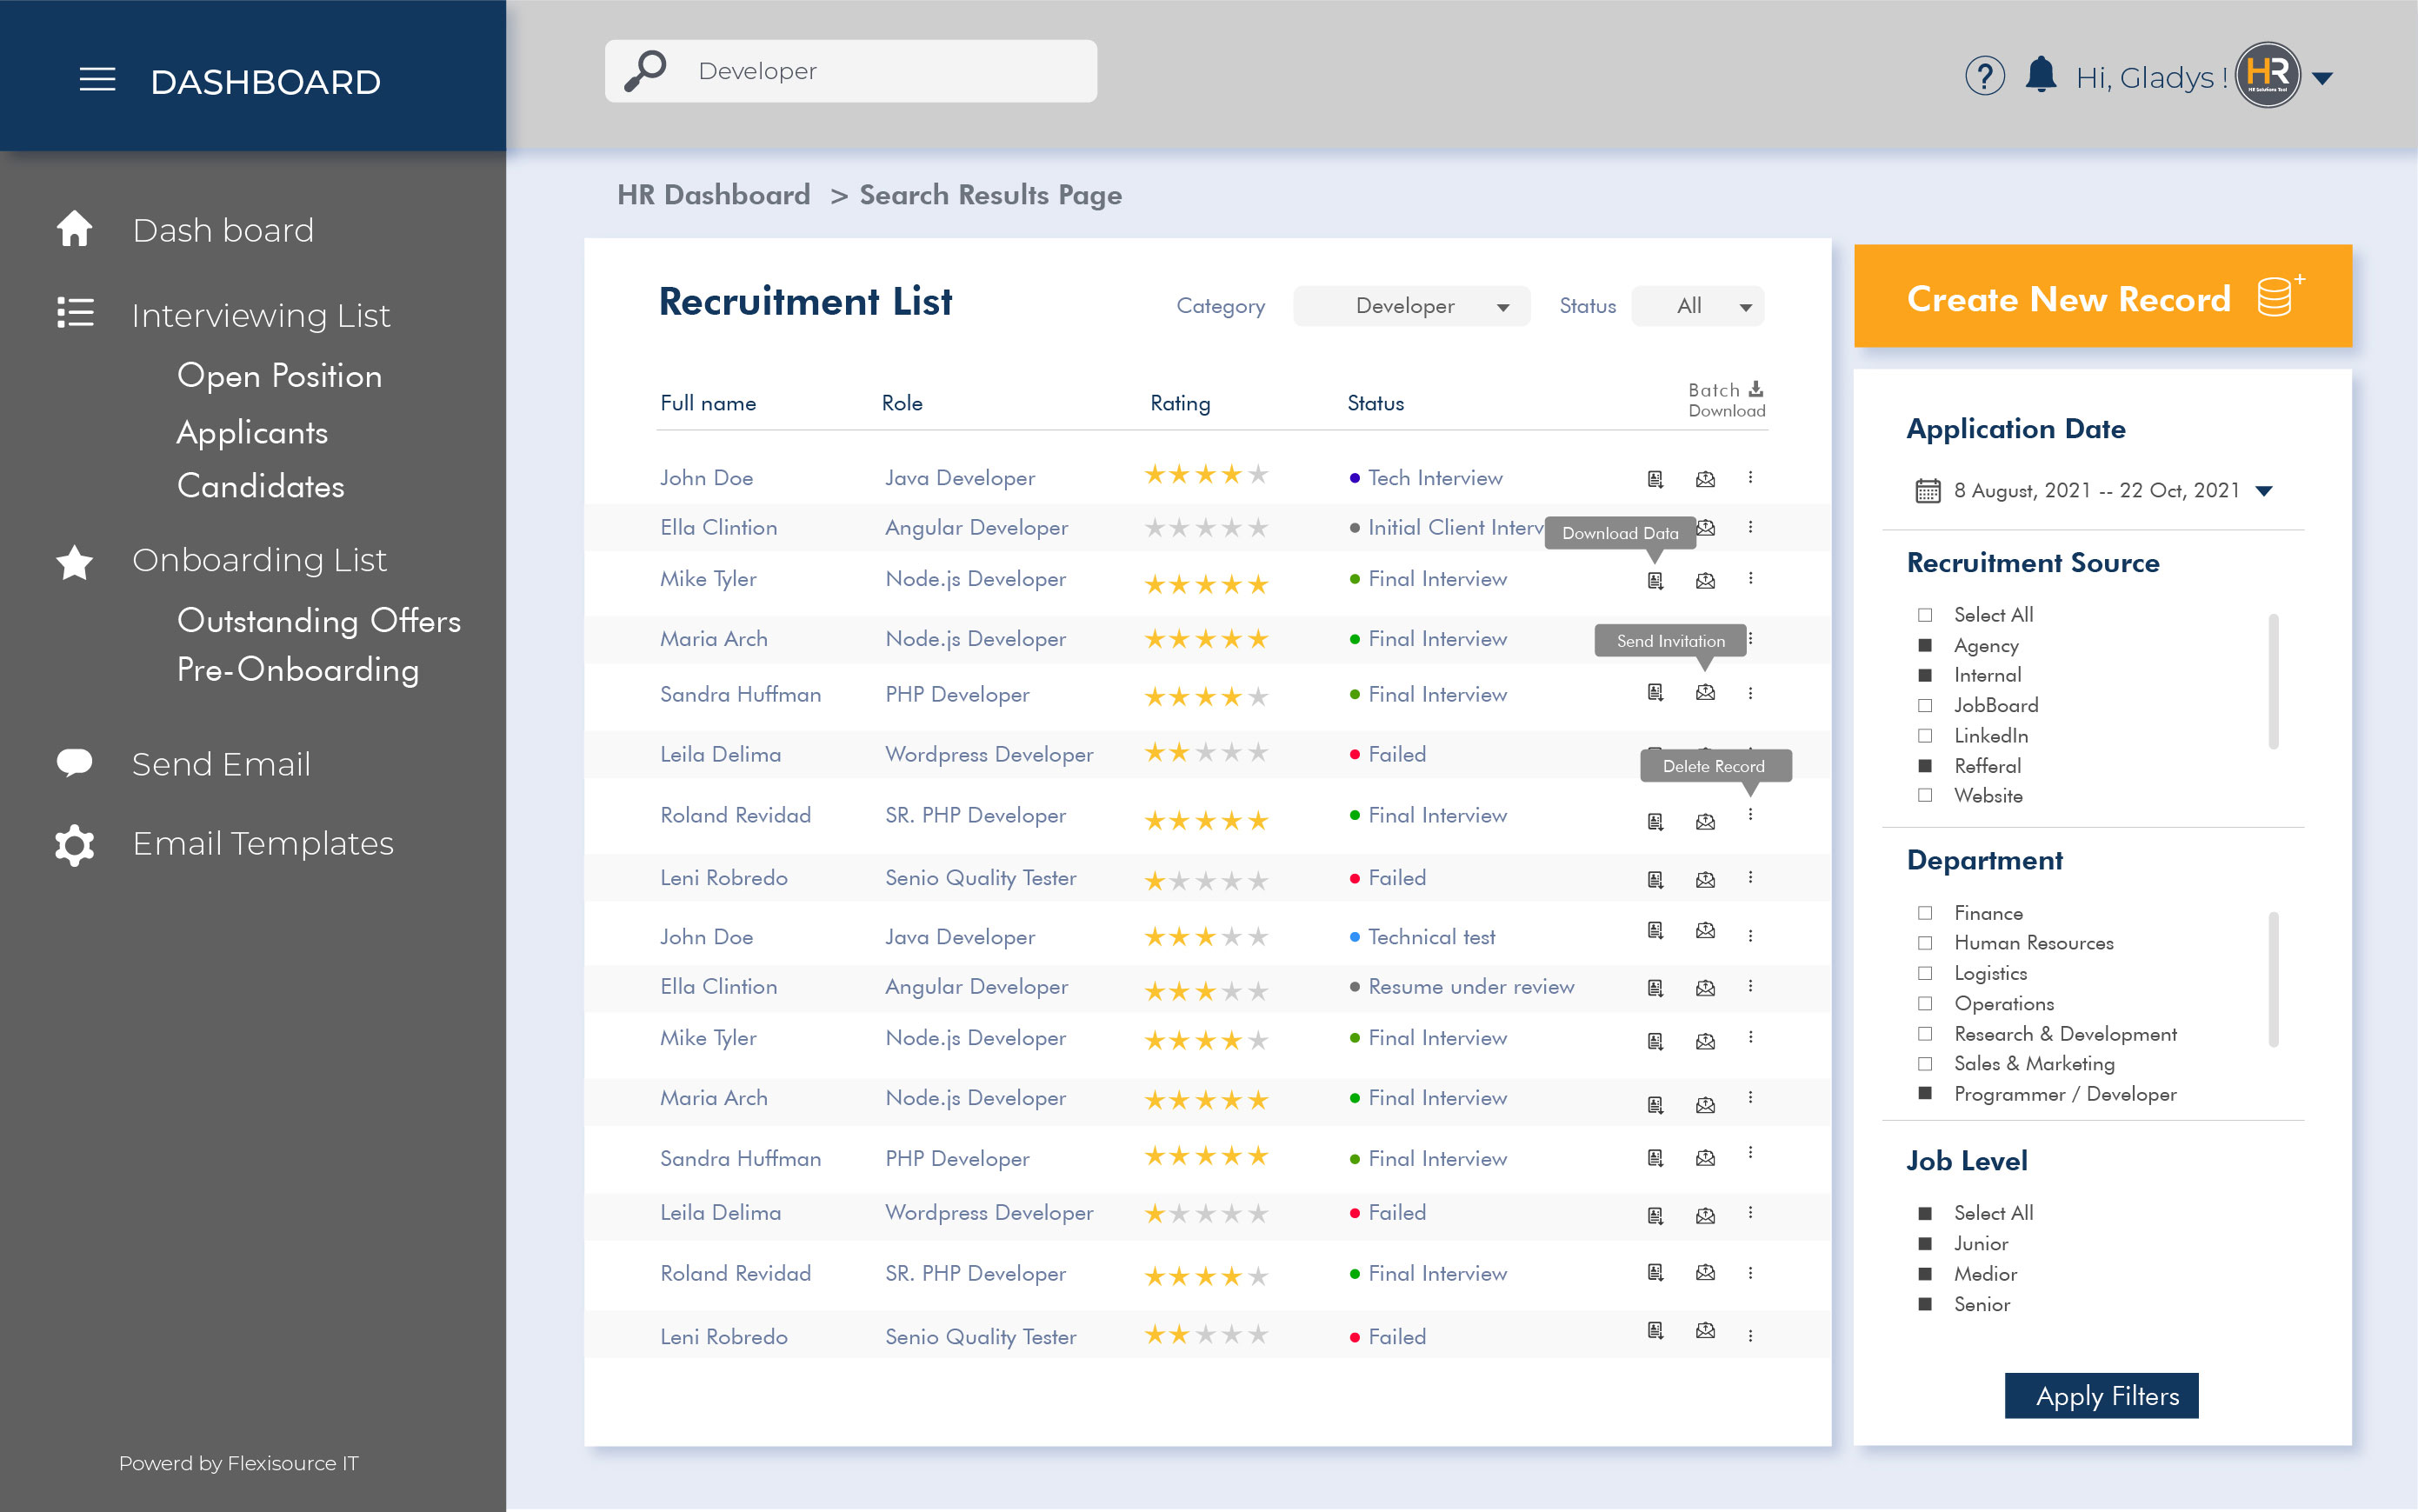 DASHBOARD
Developer
?
Hi, Gladys !
HR
HR Solutions Tool
Dash board
Interviewing List
Open Position
Applicants
Candidates
Onboarding List
Outstanding Offers
Pre-Onboarding
Send Email
Email Templates
Powerd by Flexisource IT
HR Dashboard > Search Results Page
Recruitment List
Category Developer Status All
Full name Role Rating Status Batch Download
John Doe Java Developer Tech Interview
Ella Clintion Angular Developer Initial Client Interv
Download Data
Mike Tyler Node.js Developer Final Interview
Maria Arch Node.js Developer Final Interview
Send Invitation
Sandra Huffman PHP Developer Final Interview
Leila Delima Wordpress Developer Failed
Delete Record
Roland Revidad SR. PHP Developer Final Interview
Leni Robredo Senio Quality Tester Failed
John Doe Java Developer Technical test
Ella Clintion Angular Developer Resume under review
Mike Tyler Node.js Developer Final Interview
Maria Arch Node.js Developer Final Interview
Sandra Huffman PHP Developer Final Interview
Leila Delima Wordpress Developer Failed
Roland Revidad SR. PHP Developer Final Interview
Leni Robredo Senio Quality Tester Failed
Create New Record
Application Date
8 August, 2021 -- 22 Oct, 2021
Recruitment Source
Select All
Agency
Internal
JobBoard
LinkedIn
Refferal
Website
Department
Finance
Human Resources
Logistics
Operations
Research & Development
Sales & Marketing
Programmer / Developer
Job Level
Select All
Junior
Medior
Senior
Apply Filters